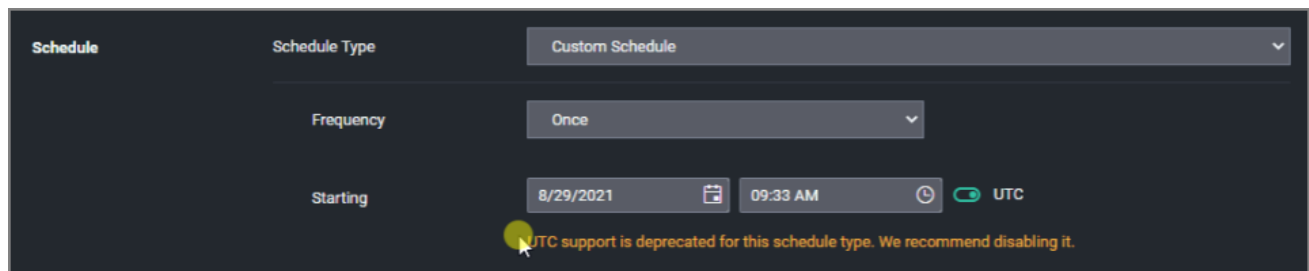 Schedule Schedule Type Custom Schedule
Frequency Once
Starting 8/29/2021 09:33 AM UTC
UTC support is deprecated for this schedule type. We recommend disabling it.